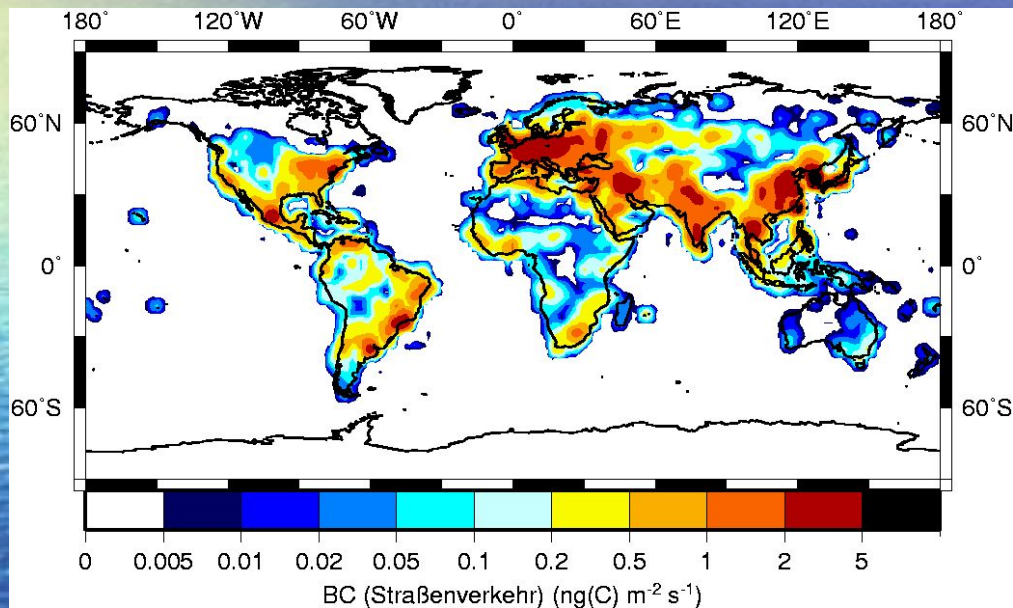 180˚ 120˚W 60˚W 0˚ 60˚E 120˚E 180˚
60˚N 60˚N
0˚ 0˚
60˚S 60˚S
0 0.005 0.01 0.02 0.05 0.1 0.2 0.5 1 2 5
BC (Straßenverkehr) (ng(C) m⁻² s⁻¹)